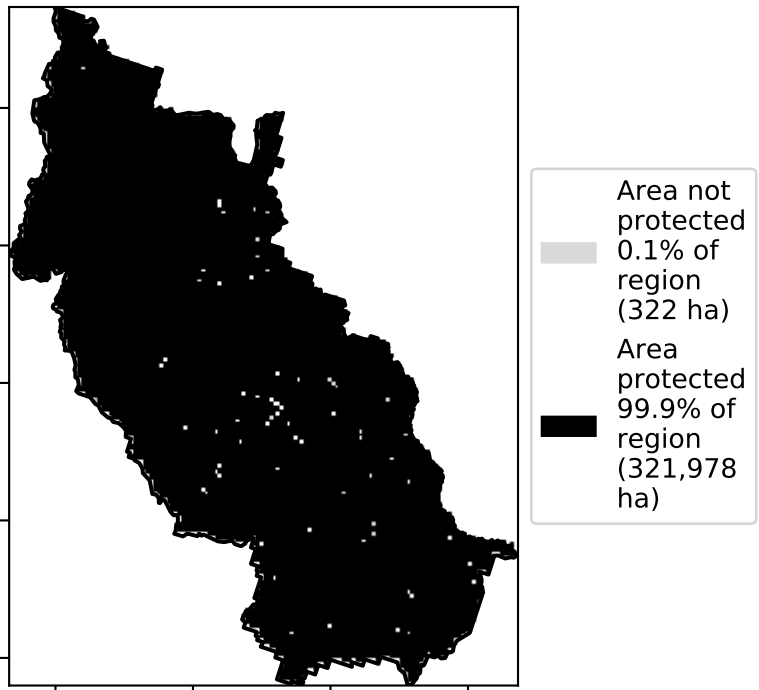 Area not
protected
0.1% of
region
(322 ha)
Area
protected
99.9% of
region
(321,978
ha)